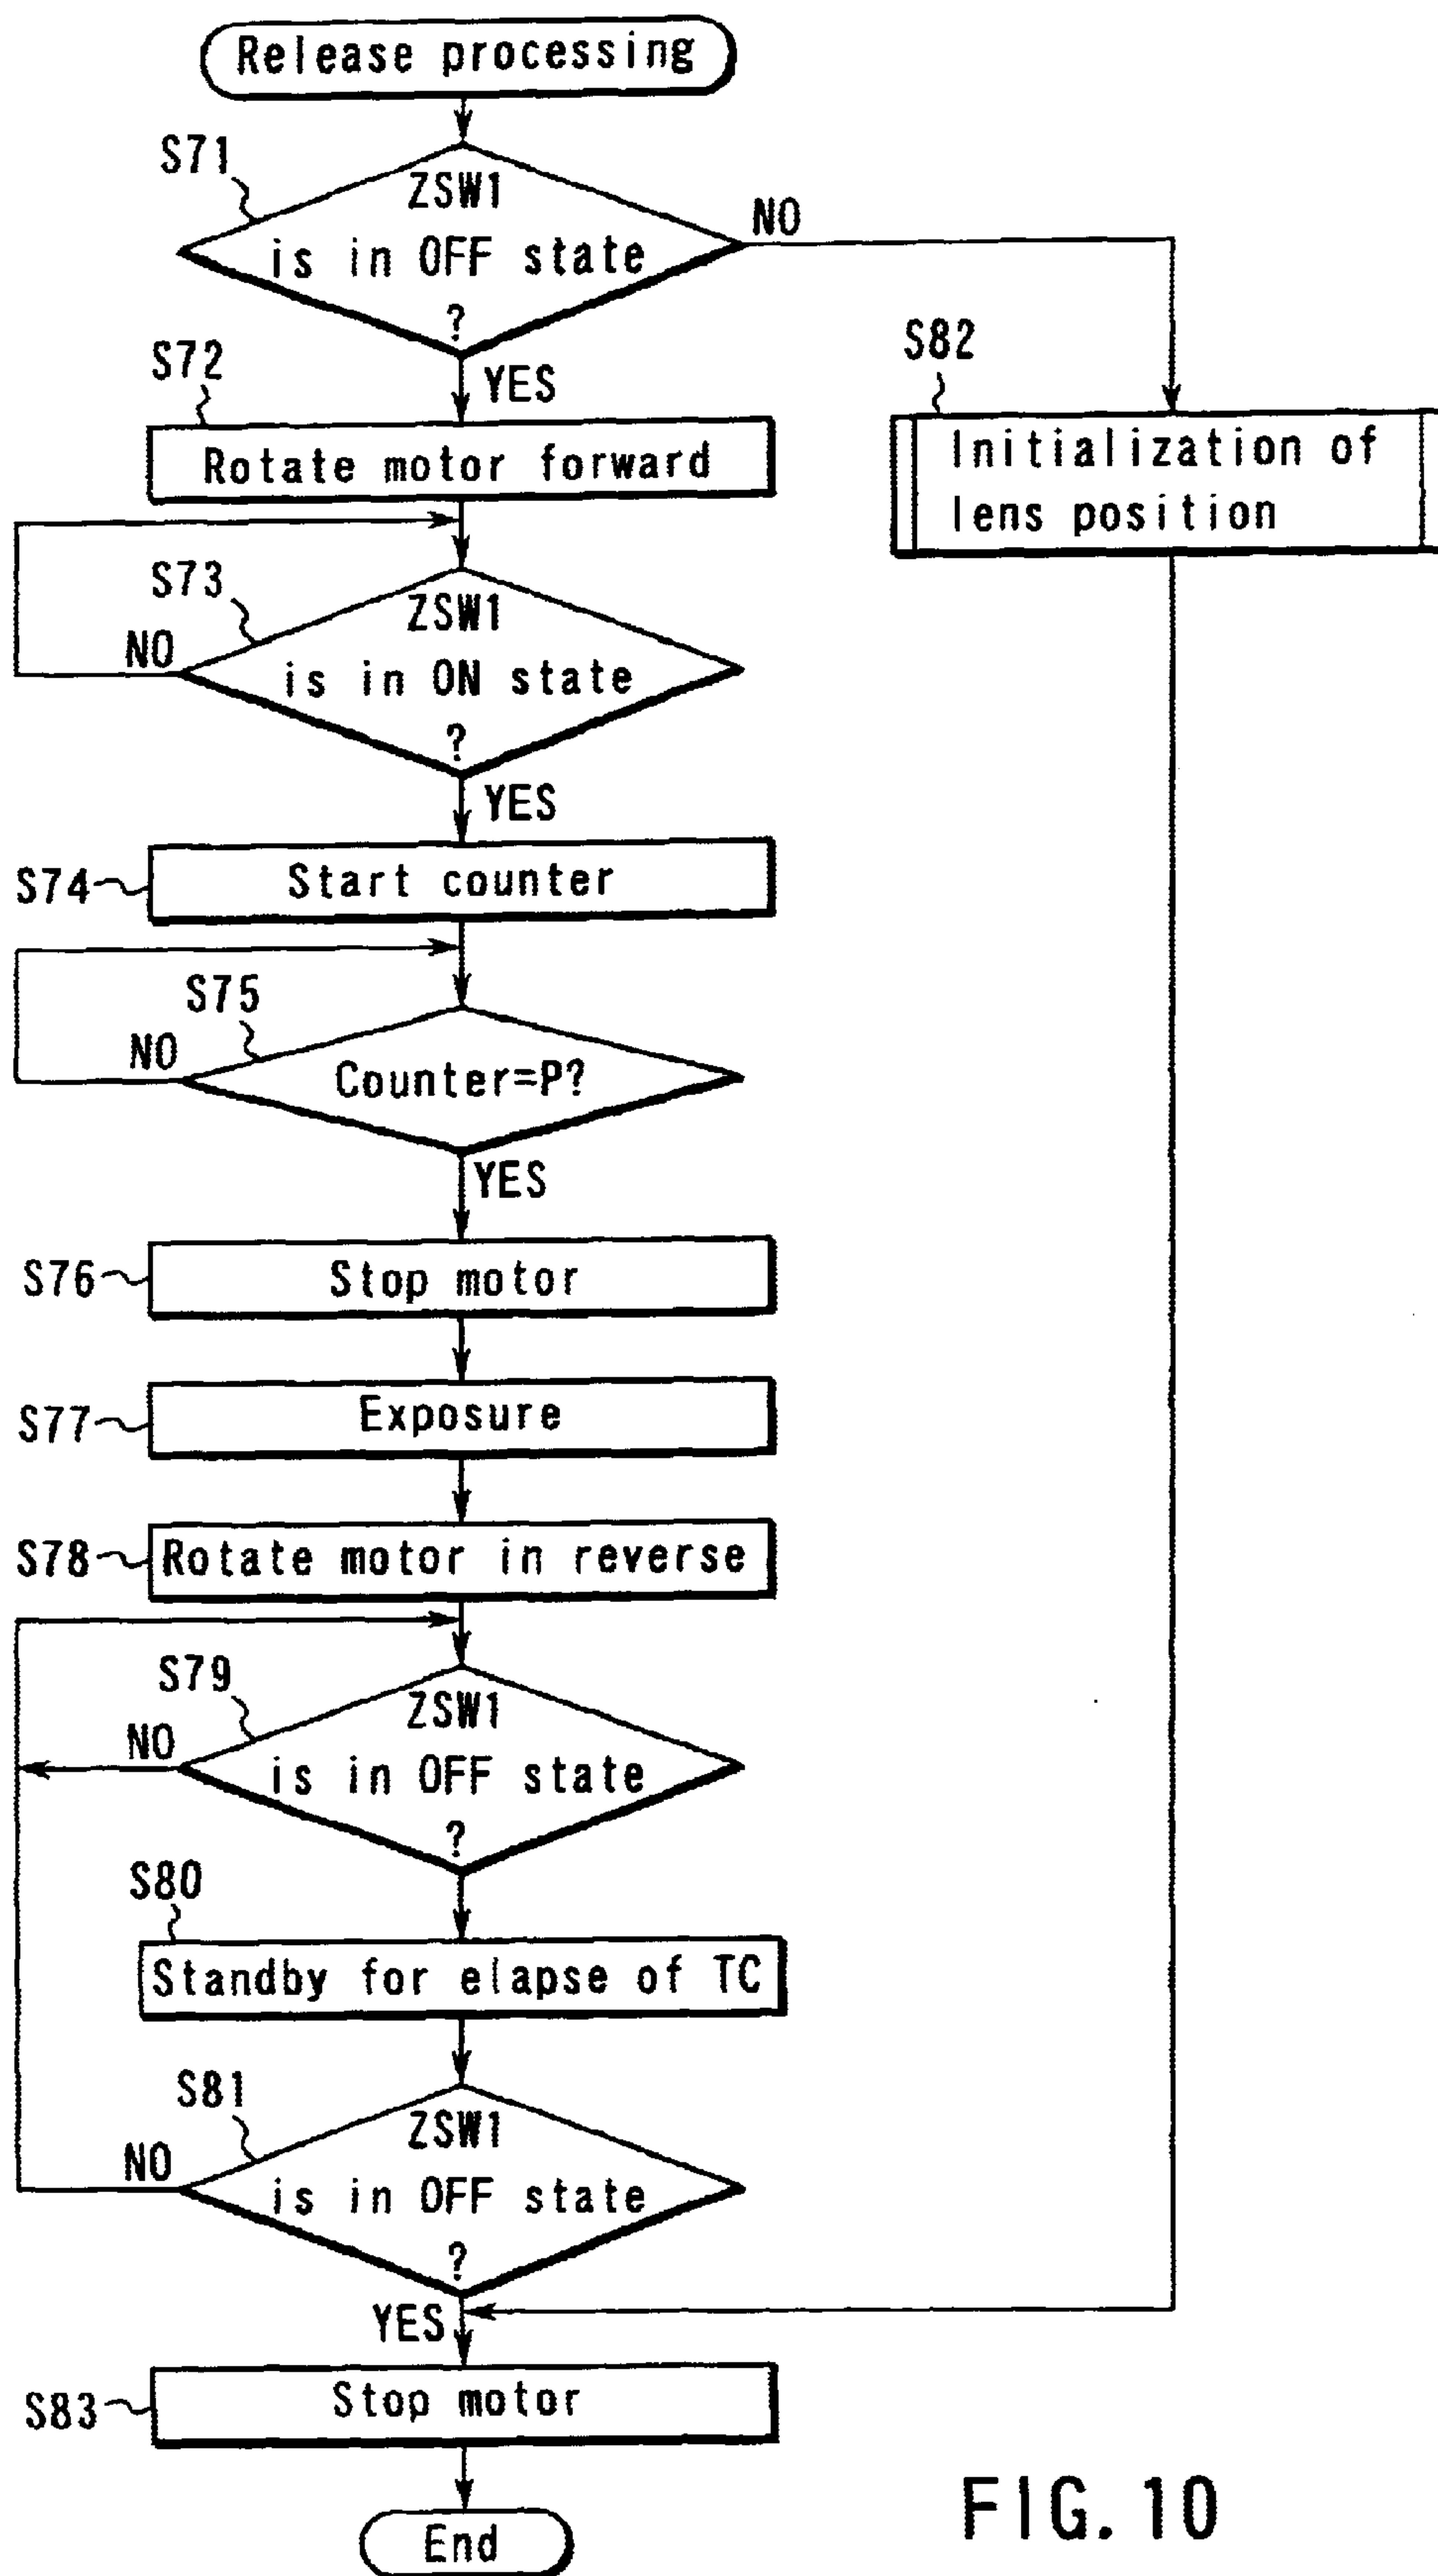 Release processing
S71
ZSW1
is in OFF state
?
NO
YES
S72
Rotate motor forward
S82
Initialization of
lens position
S73
ZSW1
is in ON state
?
NO
YES
S74
Start counter
S75
Counter=P?
NO
YES
S76
Stop motor
S77
Exposure
S78
Rotate motor in reverse
S79
ZSW1
is in OFF state
?
NO
S80
Standby for elapse of TC
S81
ZSW1
is in OFF state
?
NO
YES
S83
Stop motor
End
FIG. 10